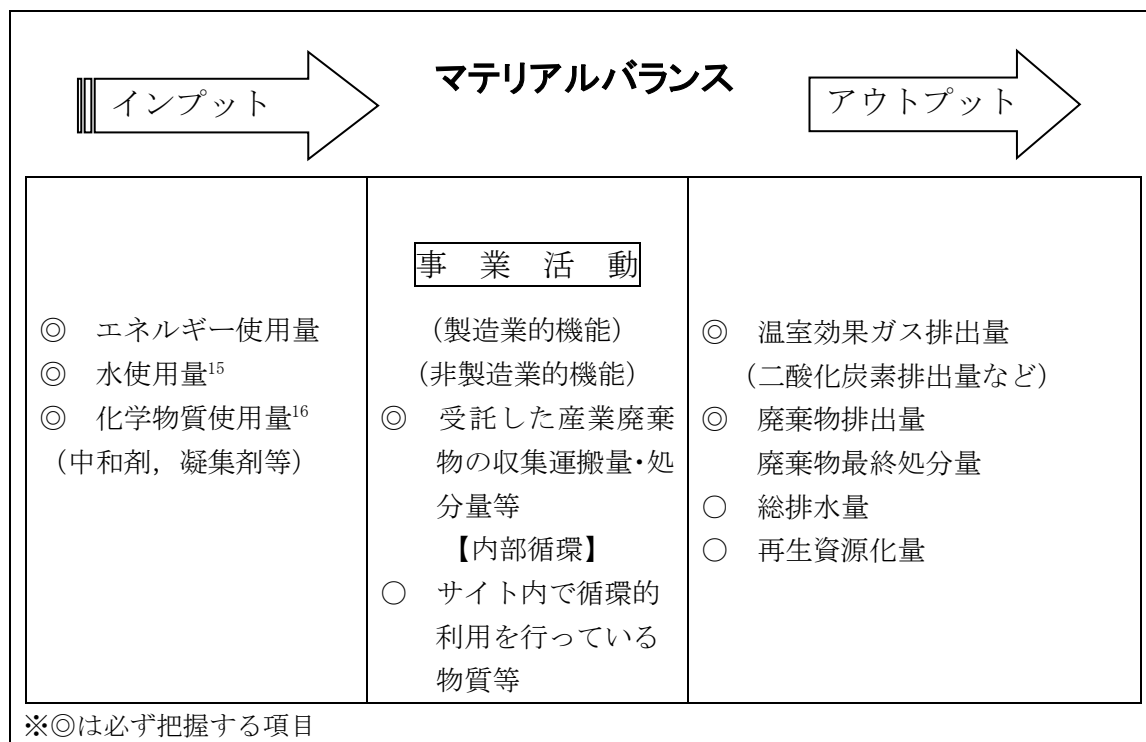 マテリアルバランス
インプット
アウトプット
◎ エネルギー使用量
◎ 水使用量15
◎ 化学物質使用量16
（中和剤，凝集剤等）
事 業 活 動
（製造業的機能）
（非製造業的機能）
◎ 受託した産業廃棄
物の収集運搬量・処
分量等
【内部循環】
○ サイト内で循環的
利用を行っている
物質等
◎ 温室効果ガス排出量
（二酸化炭素排出量など）
◎ 廃棄物排出量
廃棄物最終処分量
○ 総排水量
○ 再生資源化量
※◎は必ず把握する項目